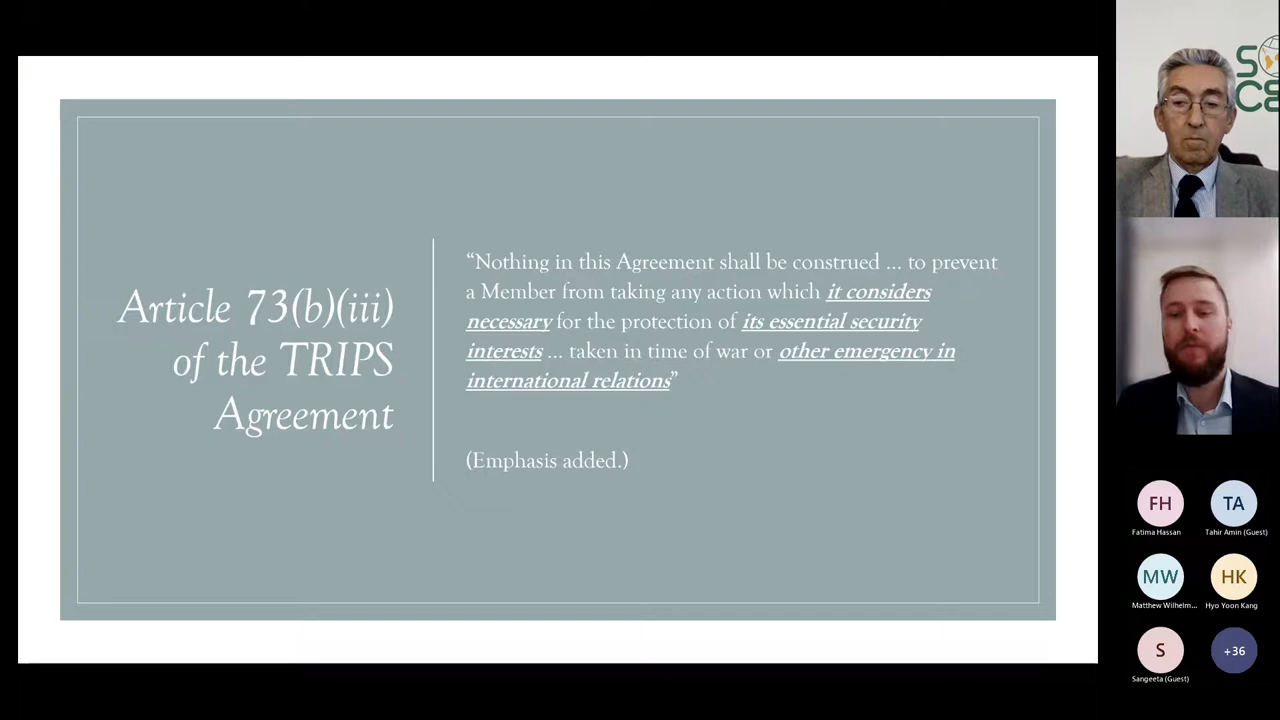 Article 73(b)(iii)
of the TRIPS
Agreement
“Nothing in this Agreement shall be construed ... to prevent
a Member from taking any action which it considers
necessary for the protection of its essential security
interests ... taken in time of war or other emergency in
international relations”
(Emphasis added.)
SO
CE
FH
TA
Fatima Hassan
Tahir Amin (Guest)
MW
HK
Matthew Wilhelm...
Hyo Yoon Kang
S
+36
Sangeeta (Guest)